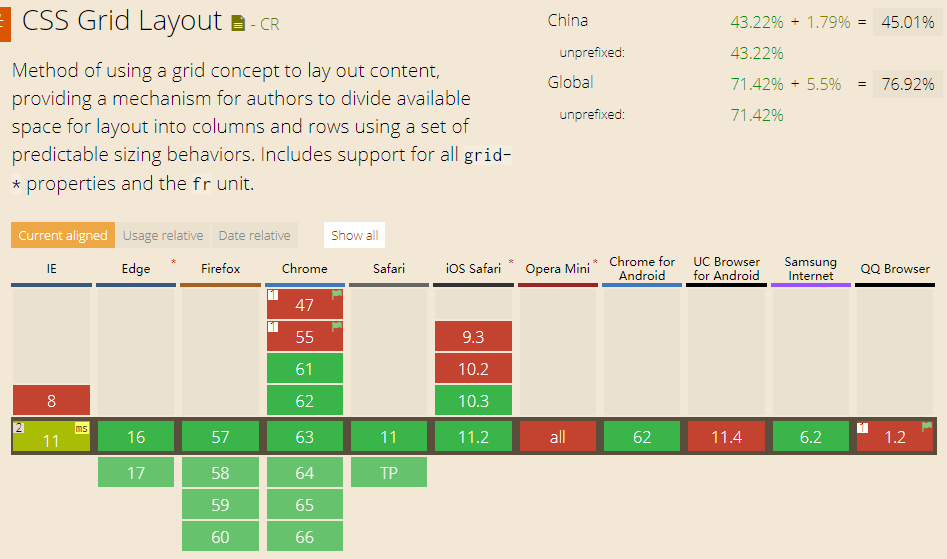 CSS Grid Layout - CR
Method of using a grid concept to lay out content,
providing a mechanism for authors to divide available
space for layout into columns and rows using a set of
predictable sizing behaviors. Includes support for all grid-
* properties and the fr unit.
China 43.22% + 1.79% = 45.01%
unprefixed: 43.22%
Global 71.42% + 5.5% = 76.92%
unprefixed: 71.42%
Current aligned Usage relative Date relative Show all
IE Edge * Firefox Chrome Safari iOS Safari * Opera Mini * Chrome for Android UC Browser for Android Samsung Internet QQ Browser
1 47
1 55 9.3
61 10.2
8 62 10.3
2 11 ms 16 57 63 11 11.2 all 62 11.4 6.2 1 1.2
17 58 64 TP
59 65
60 66